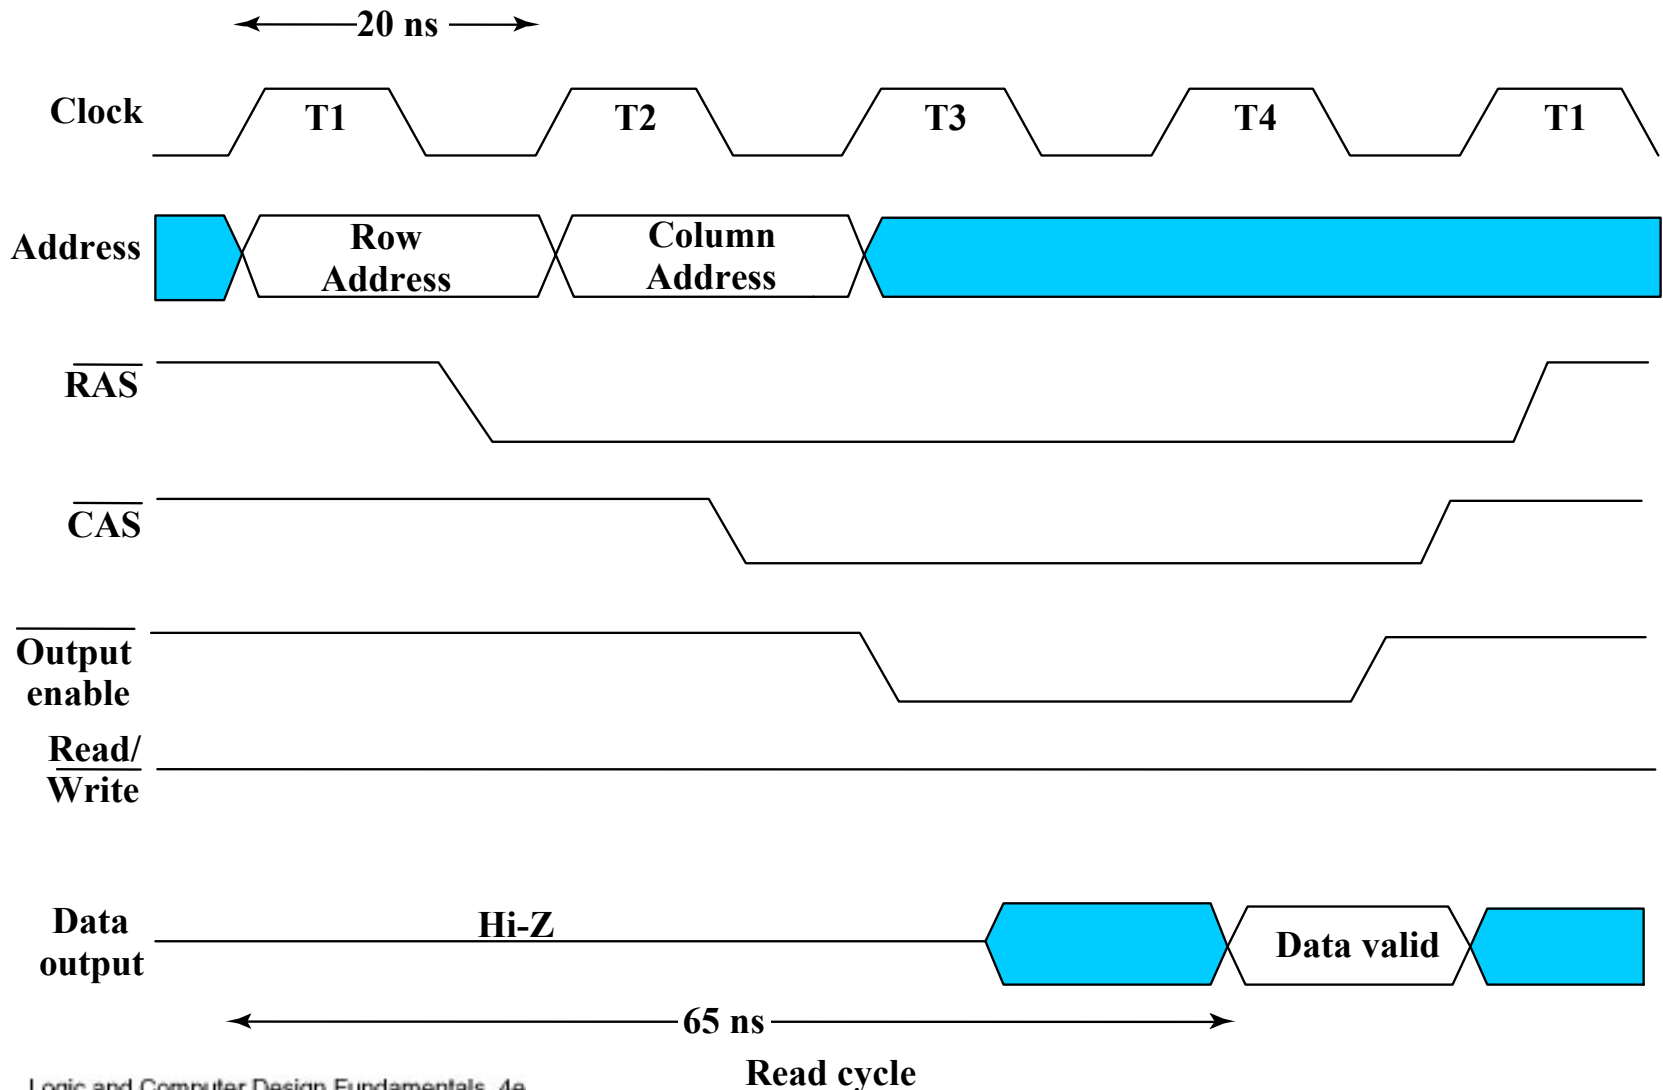 20 ns
Clock
T1
T2
T3
T4
T1
Address
Row
Address
Column
Address
RAS
CAS
Output
enable
Read/
Write
Data
output
Hi-Z
Data valid
65 ns
Read cycle
Logic and Computer Design Fundamentals, 4e